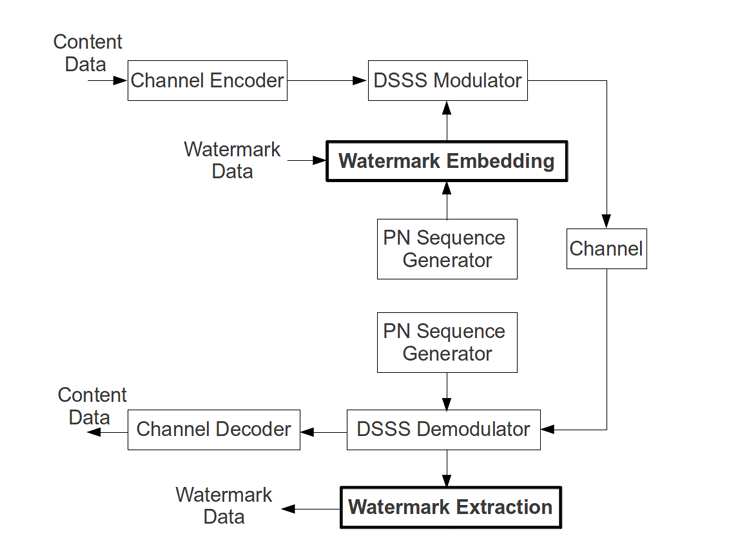 Content
Data
Channel Encoder
DSSS Modulator
Watermark
Data
Watermark Embedding
PN Sequence
Generator
Channel
PN Sequence
Generator
Content
Data
Channel Decoder
DSSS Demodulator
Watermark
Data
Watermark Extraction